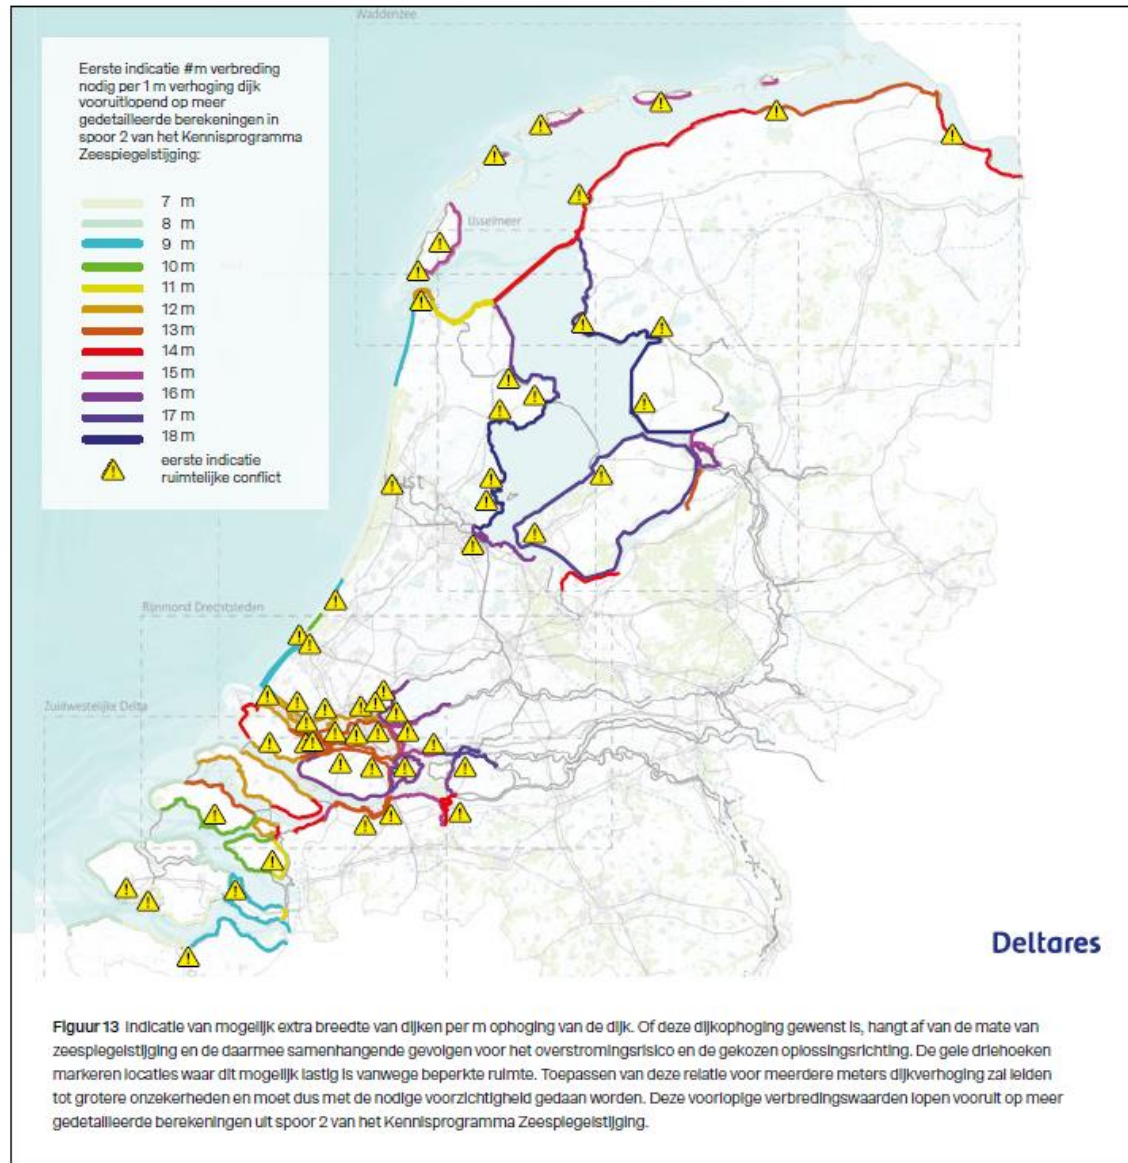 Waddenzee
Eerste indicatie #m verbreding
nodig per 1 m verhoging dijk
vooruitlopend op meer
gedetailleerde berekeningen in
spoor 2 van het Kennisprogramma
Zeespiegelstijging:
7 m
8 m
9 m
10 m
11 m
12 m
13 m
14 m
15 m
16 m
17 m
18 m
eerste indicatie
ruimtelijke conflict
IJsselmeer
Rijnmond Drechtsteden
Zuidwestelijke Delta
Deltares
Figuur 13 Indicatie van mogelijk extra breedte van dijken per m ophoging van de dijk. Of deze dijkophoging gewenst is, hangt af van de mate van
zeespiegelstijging en de daarmee samenhangende gevolgen voor het overstromingsrisico en de gekozen oplossingsrichting. De gele driehoeken
markeren locaties waar dit mogelijk lastig is vanwege beperkte ruimte. Toepassen van deze relatie voor meerdere meters dijkverhoging zal leiden
tot grotere onzekerheden en moet dus met de nodige voorzichtigheid gedaan worden. Deze voorlopige verbredingswaarden lopen vooruit op meer
gedetailleerde berekeningen uit spoor 2 van het Kennisprogramma Zeespiegelstijging.